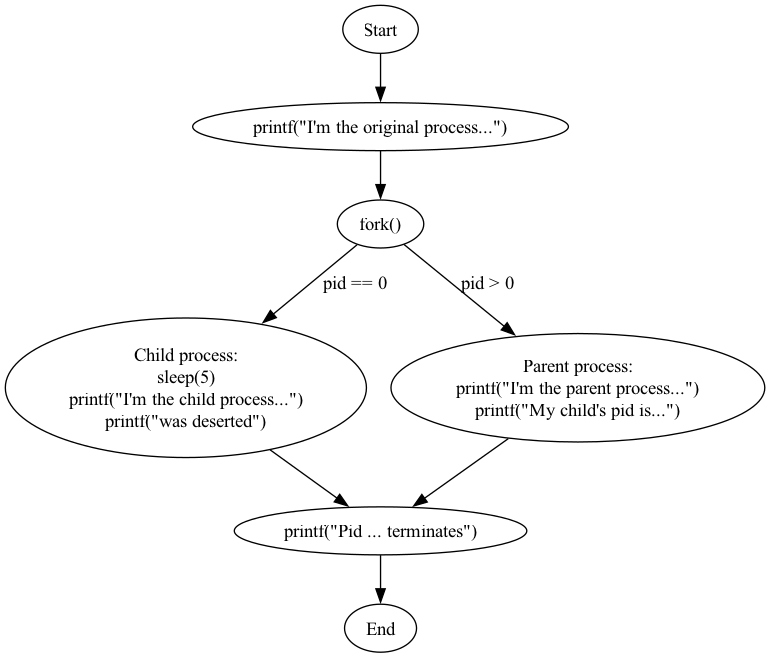 Start
printf("I'm the original process...")
fork()
pid == 0
pid > 0
Child process:
sleep(5)
printf("I'm the child process...")
printf("was deserted")
Parent process:
printf("I'm the parent process...")
printf("My child's pid is...")
printf("Pid ... terminates")
End